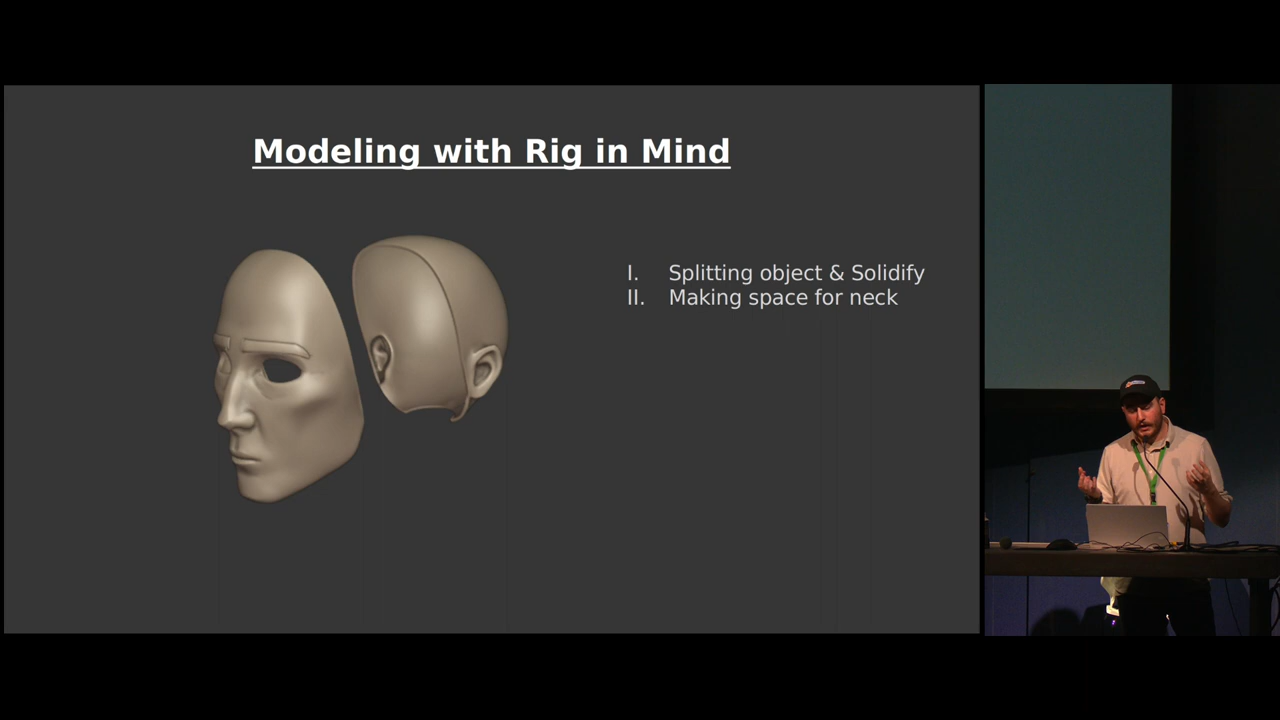 Modeling with Rig in Mind
I. Splitting object & Solidify
II. Making space for neck